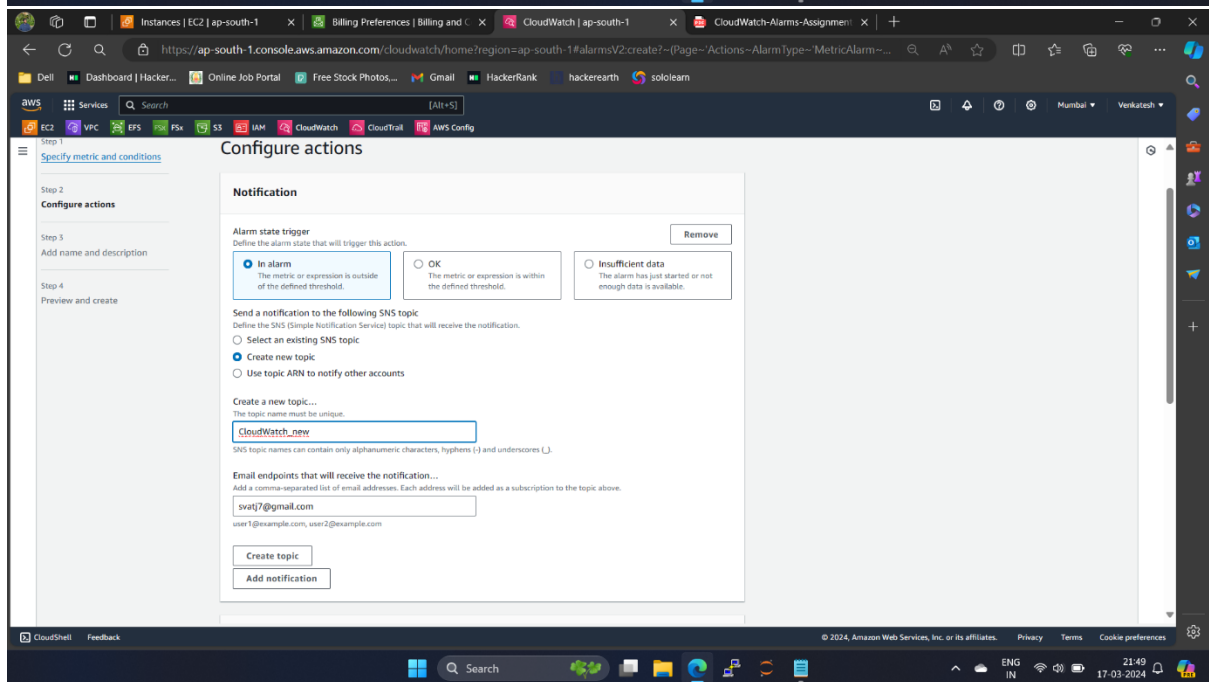 Instances | EC2 | ap-south-1
Billing Preferences | Billing and C
CloudWatch | ap-south-1
CloudWatch-Alarms-Assignment
https://ap-south-1.console.aws.amazon.com/cloudwatch/home?region=ap-south-1#alarmsV2:create?~(Page~'Actions~AlarmType~'MetricAlarm~...
Dell
Dashboard | Hacker...
Online Job Portal
Free Stock Photos,...
Gmail
HackerRank
hackerearth
sololearn
aws
Services
Search
[Alt+S]
Mumbai
Venkatesh
EC2
VPC
EFS
FSx
S3
IAM
CloudWatch
CloudTrail
AWS Config
Step 1
Specify metric and conditions
Step 2
Configure actions
Step 3
Add name and description
Step 4
Preview and create
Configure actions
Notification
Alarm state trigger
Define the alarm state that will trigger this action.
Remove
In alarm
The metric or expression is outside
of the defined threshold.
OK
The metric or expression is within
the defined threshold.
Insufficient data
The alarm has just started or not
enough data is available.
Send a notification to the following SNS topic
Define the SNS (Simple Notification Service) topic that will receive the notification.
Select an existing SNS topic
Create new topic
Use topic ARN to notify other accounts
Create a new topic...
The topic name must be unique.
CloudWatch_new
SNS topic names can contain only alphanumeric characters, hyphens (-) and underscores (_).
Email endpoints that will receive the notification...
Add a comma-separated list of email addresses. Each address will be added as a subscription to the topic above.
svatj7@gmail.com
user1@example.com, user2@example.com
Create topic
Add notification
CloudShell
Feedback
© 2024, Amazon Web Services, Inc. or its affiliates.
Privacy
Terms
Cookie preferences
Search
ENG
IN
21:49
17-03-2024